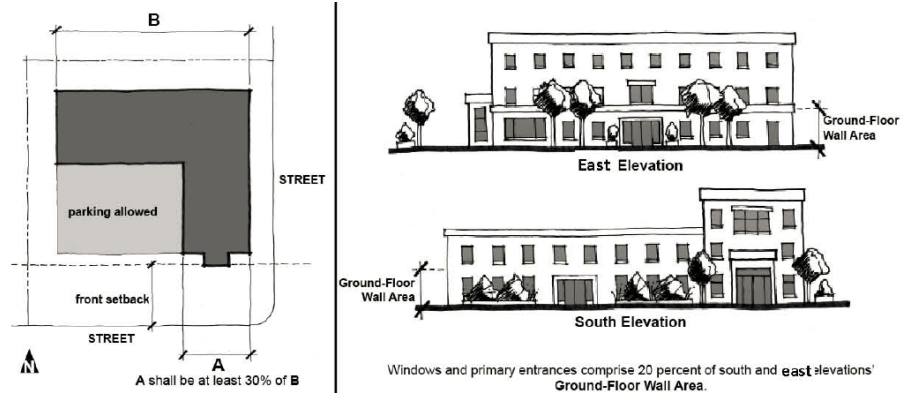 B
STREET
parking allowed
front setback
STREET
N
A
A shall be at least 30% of B
Ground-Floor
Wall Area
East Elevation
Ground-Floor
Wall Area
South Elevation
Windows and primary entrances comprise 20 percent of south and east elevations'
Ground-Floor Wall Area.